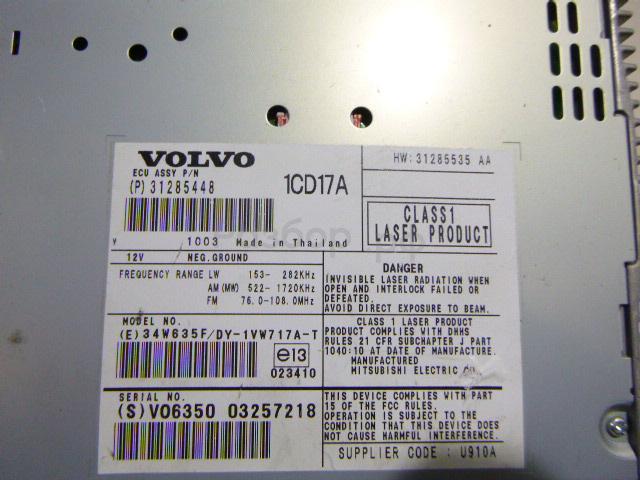 VOLVO
ECU ASSY P/N
(P) 31285448
1CD17A
HW: 31285535 AA
CLASS1
LASER PRODUCT
1003 Made in Thailand
12V NEG.GROUND
FREQUENCY RANGE LW 153- 282KHz
AM (MW) 522- 1720KHz
FM 76.0-108.0MHz
DANGER
INVISIBLE LASER RADIATION WHEN
OPEN AND INTERLOCK FAILED OR
DEFEATED.
AVOID DIRECT EXPOSURE TO BEAM.
MODEL NO.
(E) 34W635F/DY-1VW717A-T
e13
023410
CLASS 1 LASER PRODUCT
PRODUCT COMPLIES WITH DHHS
RULES 21 CFR SUBCHAPTER J PART
1040:10 AT DATE OF MANUFACTURE.
MANUFACTURED
MITSUBISHI ELECTRIC CO.
SERIAL NO.
(S) VO6350 03257218
THIS DEVICE COMPLIES WITH PART
15 OF THE FCC RULES.
OPERATION IS SUBJECT TO THE
CONDITION THAT THIS DEVICE DOES
NOT CAUSE HARMFUL INTERFERENCE.
SUPPLIER CODE : U910A